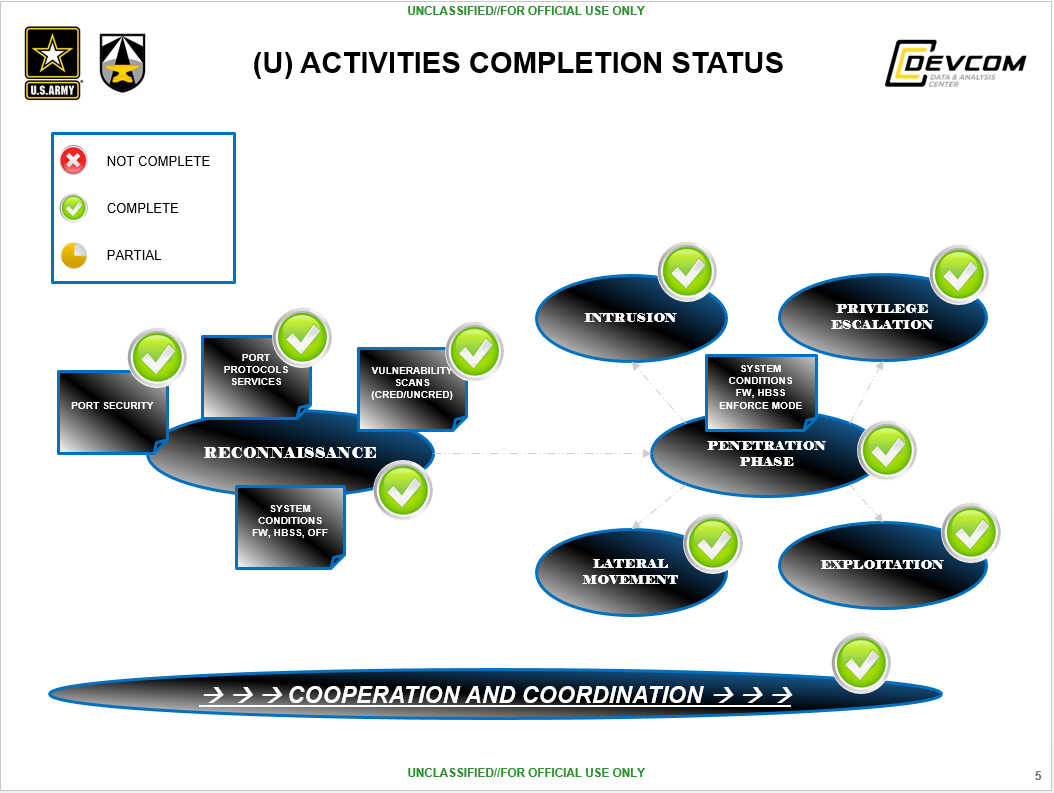 UNCLASSIFIED//FOR OFFICIAL USE ONLY
U.S.ARMY
(U) ACTIVITIES COMPLETION STATUS
DEVCOM
DATA & ANALYSIS
CENTER
NOT COMPLETE
COMPLETE
PARTIAL
PORT SECURITY
PORT
PROTOCOLS
SERVICES
VULNERABILITY
SCANS
(CRED/UNCRED)
RECONNAISSANCE
SYSTEM
CONDITIONS
FW, HBSS, OFF
INTRUSION
PRIVILEGE
ESCALATION
SYSTEM
CONDITIONS
FW, HBSS
ENFORCE MODE
PENETRATION
PHASE
LATERAL
MOVEMENT
EXPLOITATION
→ → → COOPERATION AND COORDINATION → → →
UNCLASSIFIED//FOR OFFICIAL USE ONLY
5